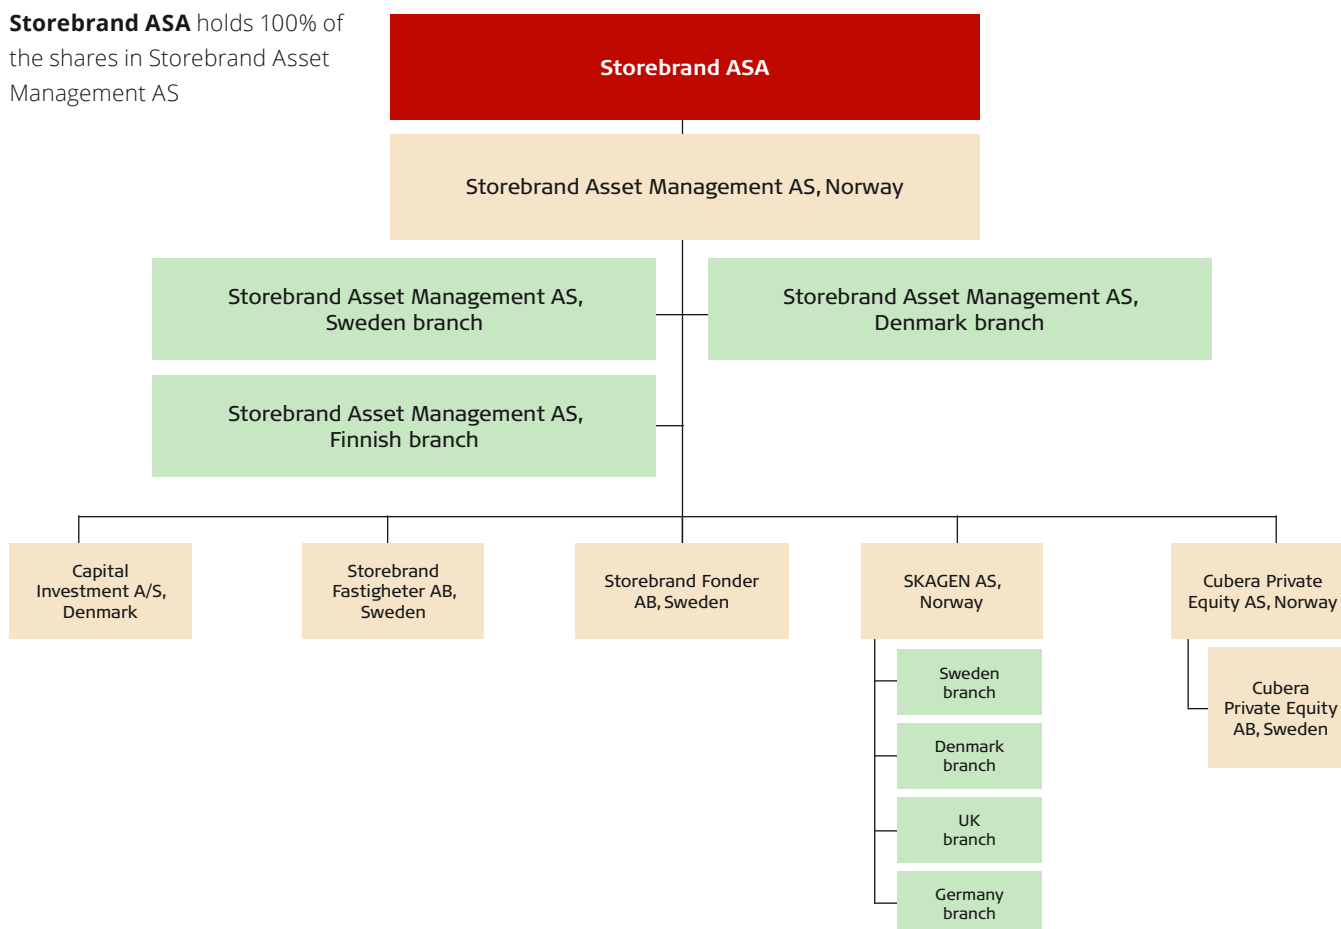 Storebrand ASA holds 100% of
the shares in Storebrand Asset
Management AS
Storebrand ASA
Storebrand Asset Management AS, Norway
Storebrand Asset Management AS,
Sweden branch
Storebrand Asset Management AS,
Denmark branch
Storebrand Asset Management AS,
Finnish branch
Capital
Investment A/S,
Denmark
Storebrand
Fastigheter AB,
Sweden
Storebrand Fonder
AB, Sweden
SKAGEN AS,
Norway
Cubera Private
Equity AS, Norway
Sweden
branch
Denmark
branch
UK
branch
Germany
branch
Cubera
Private Equity
AB, Sweden